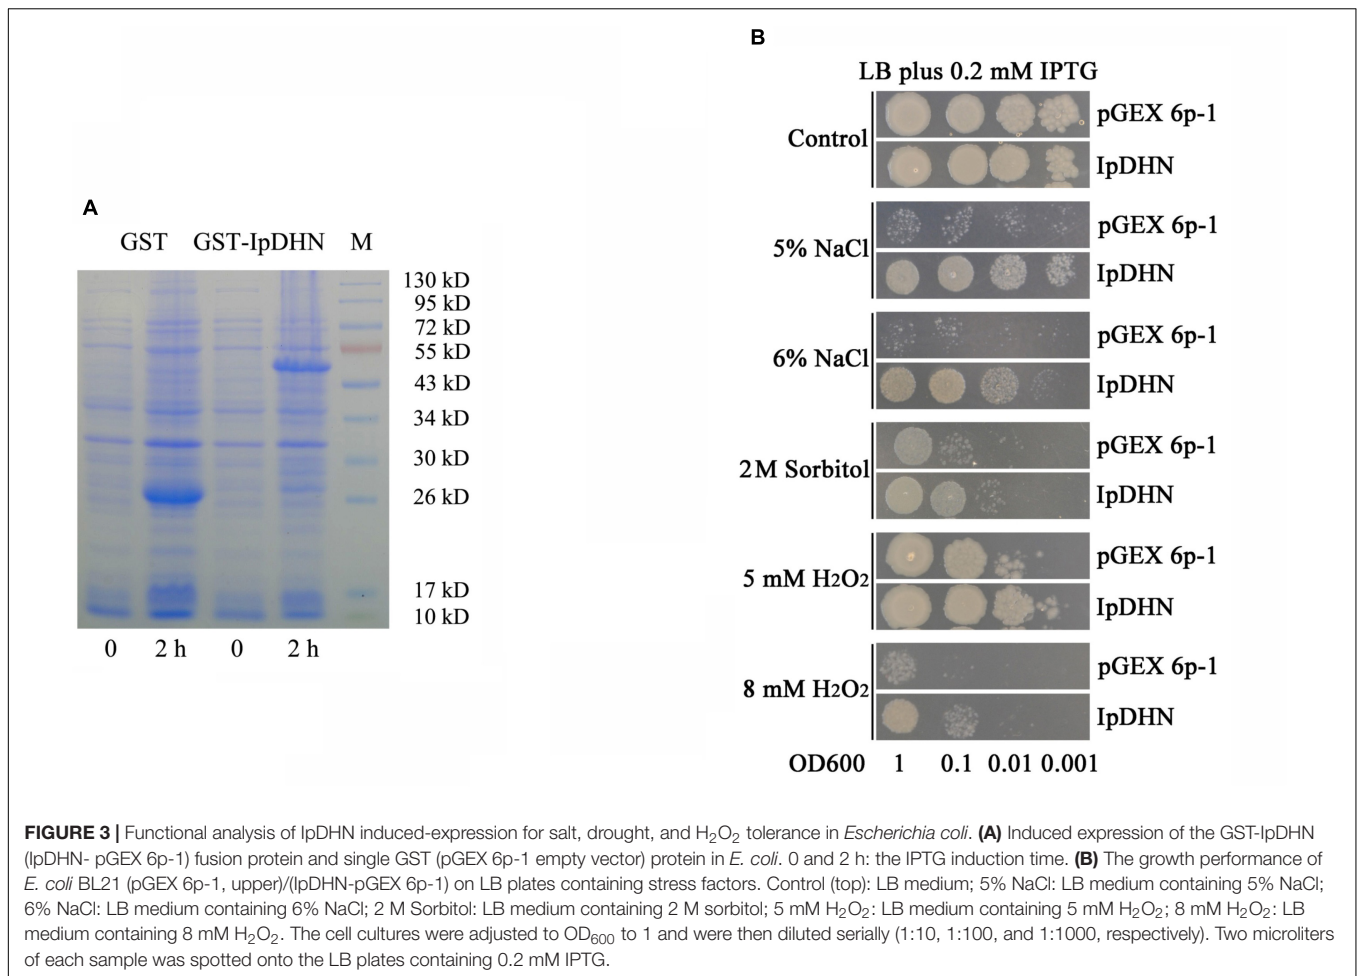 A
GST GST-IpDHN M
130 kD
95 kD
72 kD
55 kD
43 kD
34 kD
30 kD
26 kD
17 kD
10 kD
0 2 h 0 2 h
B
LB plus 0.2 mM IPTG
Control
pGEX 6p-1
IpDHN
5% NaCl
pGEX 6p-1
IpDHN
6% NaCl
pGEX 6p-1
IpDHN
2 M Sorbitol
pGEX 6p-1
IpDHN
5 mM H2O2
pGEX 6p-1
IpDHN
8 mM H2O2
pGEX 6p-1
IpDHN
OD600 1 0.1 0.01 0.001
FIGURE 3 | Functional analysis of IpDHN induced-expression for salt, drought, and H₂O₂ tolerance in Escherichia coli. (A) Induced expression of the GST-IpDHN
(IpDHN- pGEX 6p-1) fusion protein and single GST (pGEX 6p-1 empty vector) protein in E. coli. 0 and 2 h: the IPTG induction time. (B) The growth performance of
E. coli BL21 (pGEX 6p-1, upper)/(IpDHN-pGEX 6p-1) on LB plates containing stress factors. Control (top): LB medium; 5% NaCl: LB medium containing 5% NaCl;
6% NaCl: LB medium containing 6% NaCl; 2 M Sorbitol: LB medium containing 2 M sorbitol; 5 mM H₂O₂: LB medium containing 5 mM H₂O₂; 8 mM H₂O₂: LB
medium containing 8 mM H₂O₂. The cell cultures were adjusted to OD₆₀₀ to 1 and were then diluted serially (1:10, 1:100, and 1:1000, respectively). Two microliters
of each sample was spotted onto the LB plates containing 0.2 mM IPTG.